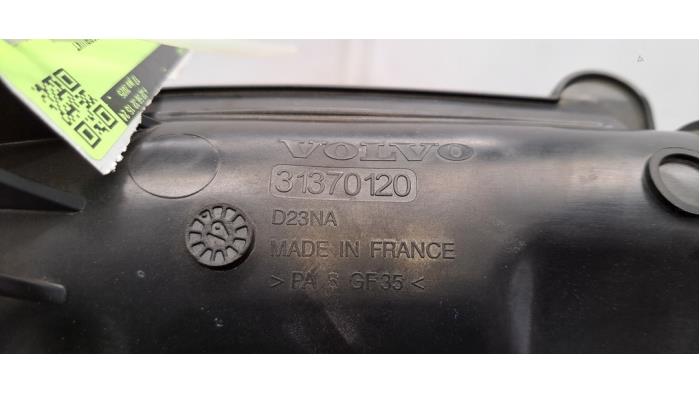 VOLVO
31370120
D23NA
MADE IN FRANCE
> PA 6 GF35 <